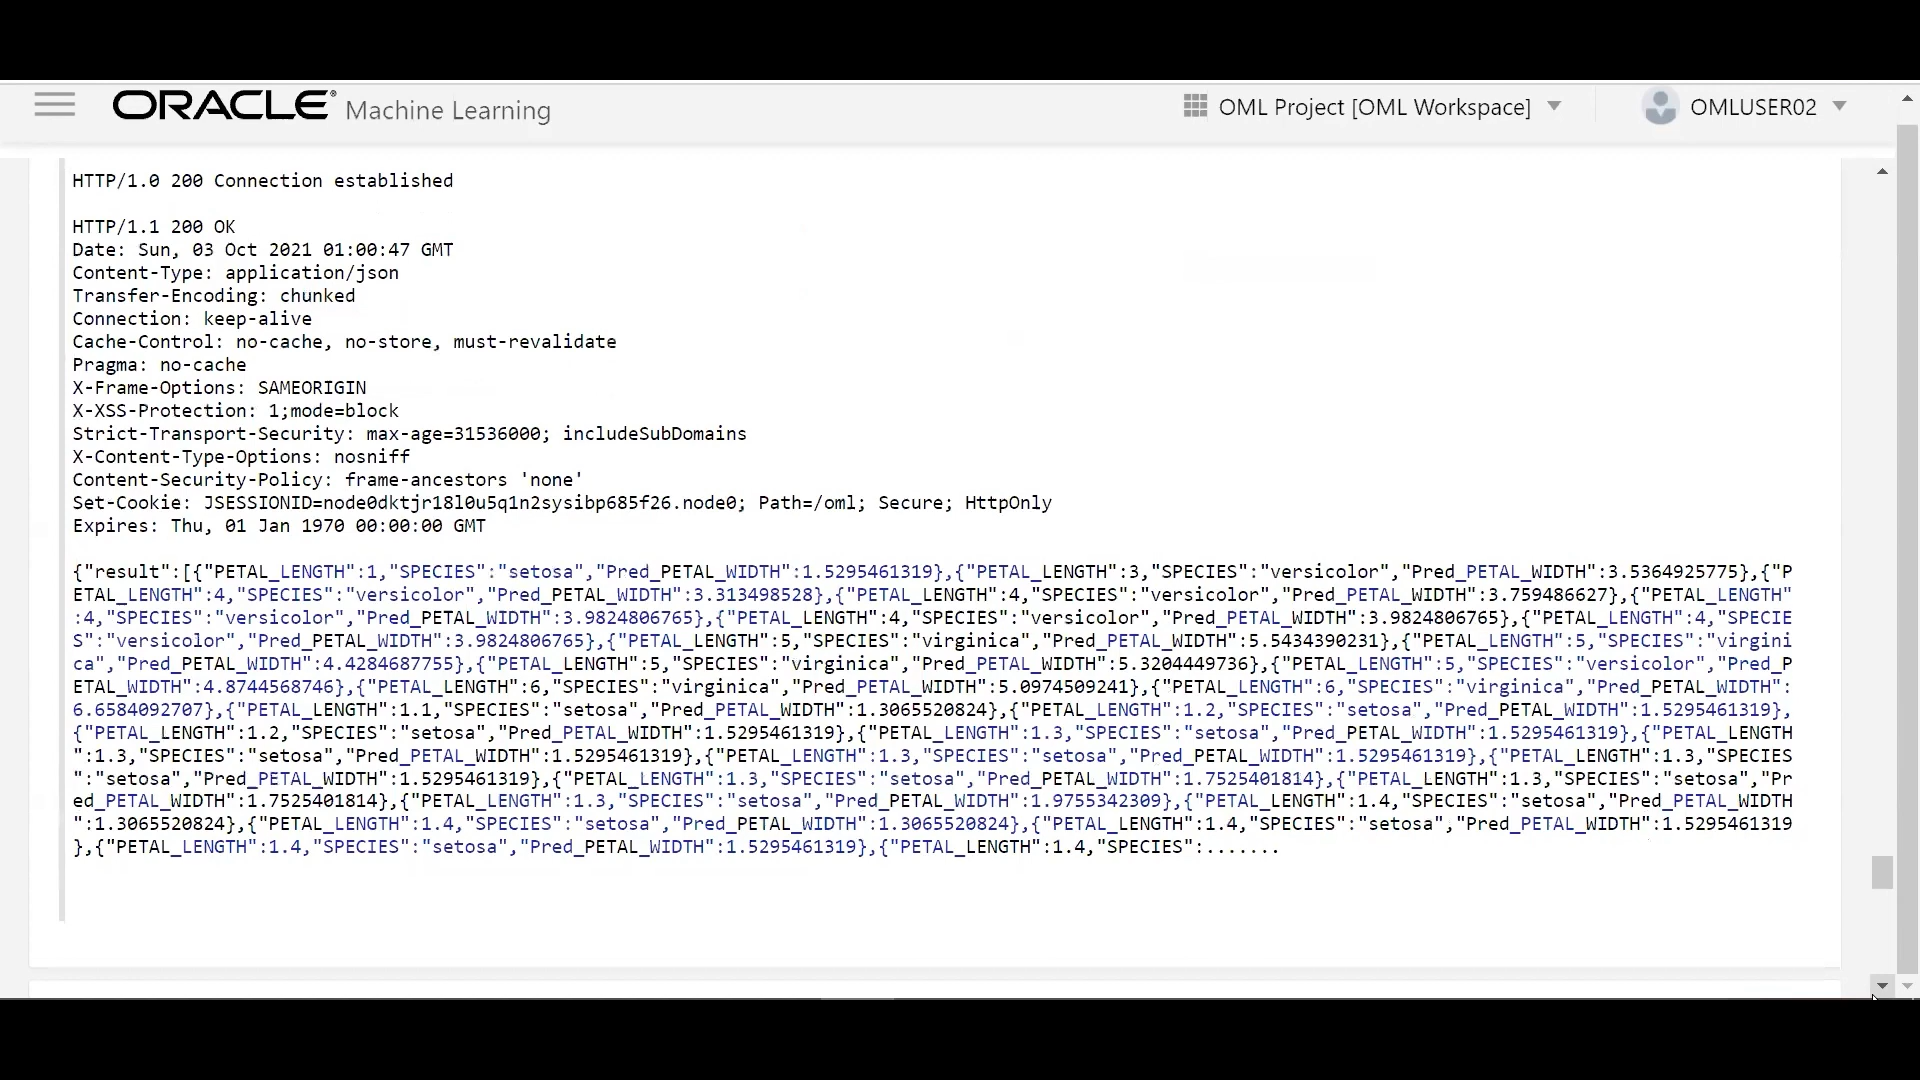 ORACLE® Machine Learning
OML Project [OML Workspace]
OMLUSER02
HTTP/1.0 200 Connection established
HTTP/1.1 200 OK
Date: Sun, 03 Oct 2021 01:00:47 GMT
Content-Type: application/json
Transfer-Encoding: chunked
Connection: keep-alive
Cache-Control: no-cache, no-store, must-revalidate
Pragma: no-cache
X-Frame-Options: SAMEORIGIN
X-XSS-Protection: 1;mode=block
Strict-Transport-Security: max-age=31536000; includeSubDomains
X-Content-Type-Options: nosniff
Content-Security-Policy: frame-ancestors 'none'
Set-Cookie: JSESSIONID=node0dktjr18l0u5q1n2sysibp685f26.node0; Path=/oml; Secure; HttpOnly
Expires: Thu, 01 Jan 1970 00:00:00 GMT
{"result":[{"PETAL_LENGTH":1,"SPECIES":"setosa","Pred_PETAL_WIDTH":1.5295461319},{"PETAL_LENGTH":3,"SPECIES":"versicolor","Pred_PETAL_WIDTH":3.5364925775},{"P
ETAL_LENGTH":4,"SPECIES":"versicolor","Pred_PETAL_WIDTH":3.313498528},{"PETAL_LENGTH":4,"SPECIES":"versicolor","Pred_PETAL_WIDTH":3.759486627},{"PETAL_LENGTH"
:4,"SPECIES":"versicolor","Pred_PETAL_WIDTH":3.9824806765},{"PETAL_LENGTH":4,"SPECIES":"versicolor","Pred_PETAL_WIDTH":3.9824806765},{"PETAL_LENGTH":4,"SPECIE
S":"versicolor","Pred_PETAL_WIDTH":3.9824806765},{"PETAL_LENGTH":5,"SPECIES":"virginica","Pred_PETAL_WIDTH":5.5434390231},{"PETAL_LENGTH":5,"SPECIES":"virgini
ca","Pred_PETAL_WIDTH":4.4284687755},{"PETAL_LENGTH":5,"SPECIES":"virginica","Pred_PETAL_WIDTH":5.3204449736},{"PETAL_LENGTH":5,"SPECIES":"versicolor","Pred_P
ETAL_WIDTH":4.8744568746},{"PETAL_LENGTH":6,"SPECIES":"virginica","Pred_PETAL_WIDTH":5.0974509241},{"PETAL_LENGTH":6,"SPECIES":"virginica","Pred_PETAL_WIDTH":
6.6584092707},{"PETAL_LENGTH":1.1,"SPECIES":"setosa","Pred_PETAL_WIDTH":1.3065520824},{"PETAL_LENGTH":1.2,"SPECIES":"setosa","Pred_PETAL_WIDTH":1.5295461319},
{"PETAL_LENGTH":1.2,"SPECIES":"setosa","Pred_PETAL_WIDTH":1.5295461319},{"PETAL_LENGTH":1.3,"SPECIES":"setosa","Pred_PETAL_WIDTH":1.5295461319},{"PETAL_LENGTH
":1.3,"SPECIES":"setosa","Pred_PETAL_WIDTH":1.5295461319},{"PETAL_LENGTH":1.3,"SPECIES":"setosa","Pred_PETAL_WIDTH":1.5295461319},{"PETAL_LENGTH":1.3,"SPECIES
":"setosa","Pred_PETAL_WIDTH":1.5295461319},{"PETAL_LENGTH":1.3,"SPECIES":"setosa","Pred_PETAL_WIDTH":1.7525401814},{"PETAL_LENGTH":1.3,"SPECIES":"setosa","Pr
ed_PETAL_WIDTH":1.7525401814},{"PETAL_LENGTH":1.3,"SPECIES":"setosa","Pred_PETAL_WIDTH":1.9755342309},{"PETAL_LENGTH":1.4,"SPECIES":"setosa","Pred_PETAL_WIDTH
":1.3065520824},{"PETAL_LENGTH":1.4,"SPECIES":"setosa","Pred_PETAL_WIDTH":1.3065520824},{"PETAL_LENGTH":1.4,"SPECIES":"setosa","Pred_PETAL_WIDTH":1.5295461319
},{"PETAL_LENGTH":1.4,"SPECIES":"setosa","Pred_PETAL_WIDTH":1.5295461319},{"PETAL_LENGTH":1.4,"SPECIES":.......